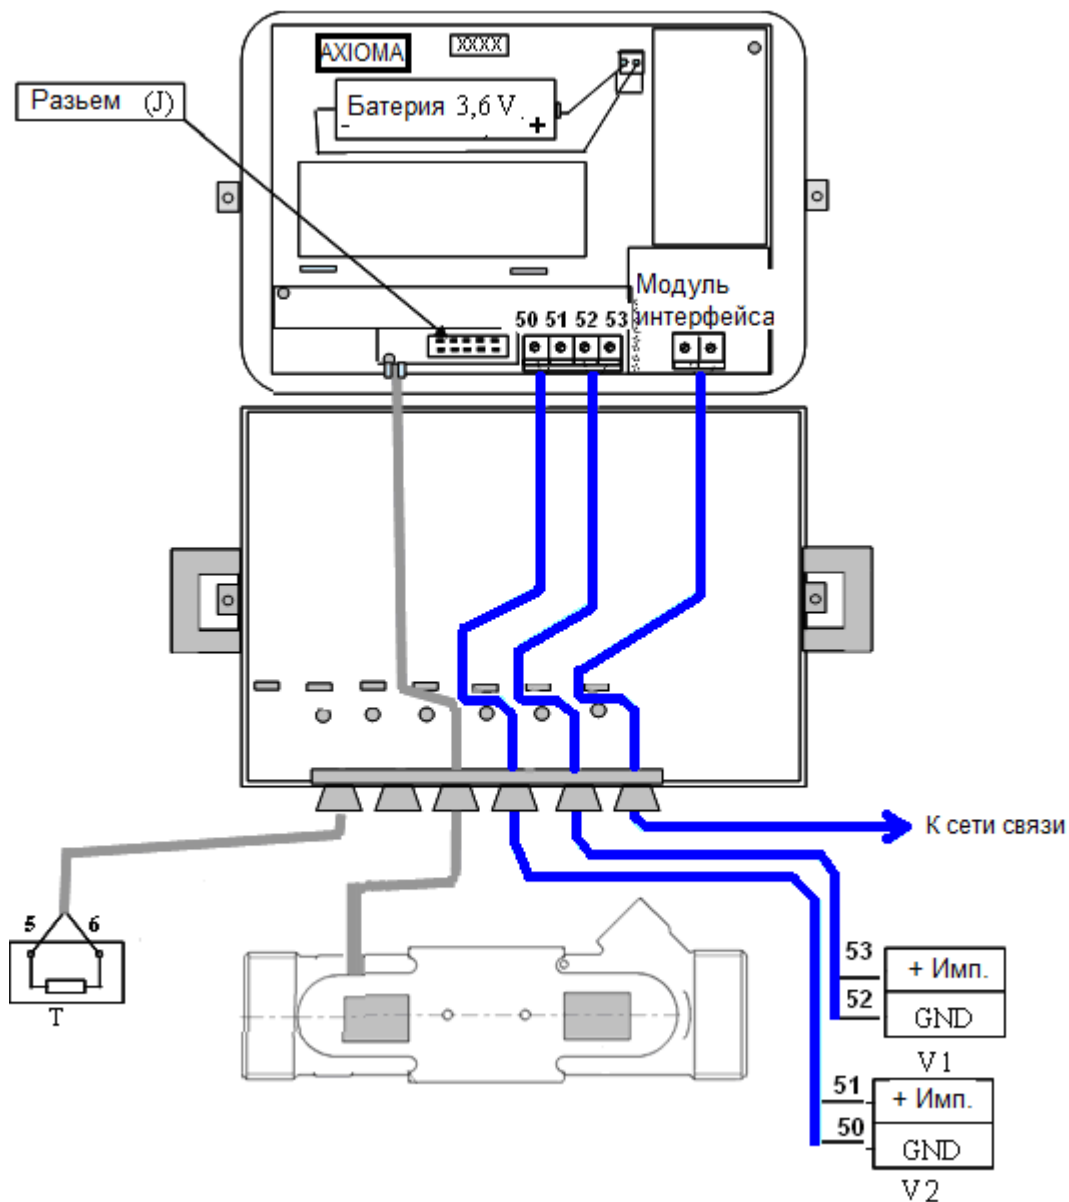 AXIOMA
XXXX
Разьем (J)
Батерия 3,6 V
- +
Модуль
интерфейса
50 51 52 53
К сети связи
5 6
T
53
+ Имп.
52
GND
V1
51
+ Имп.
50
GND
V2